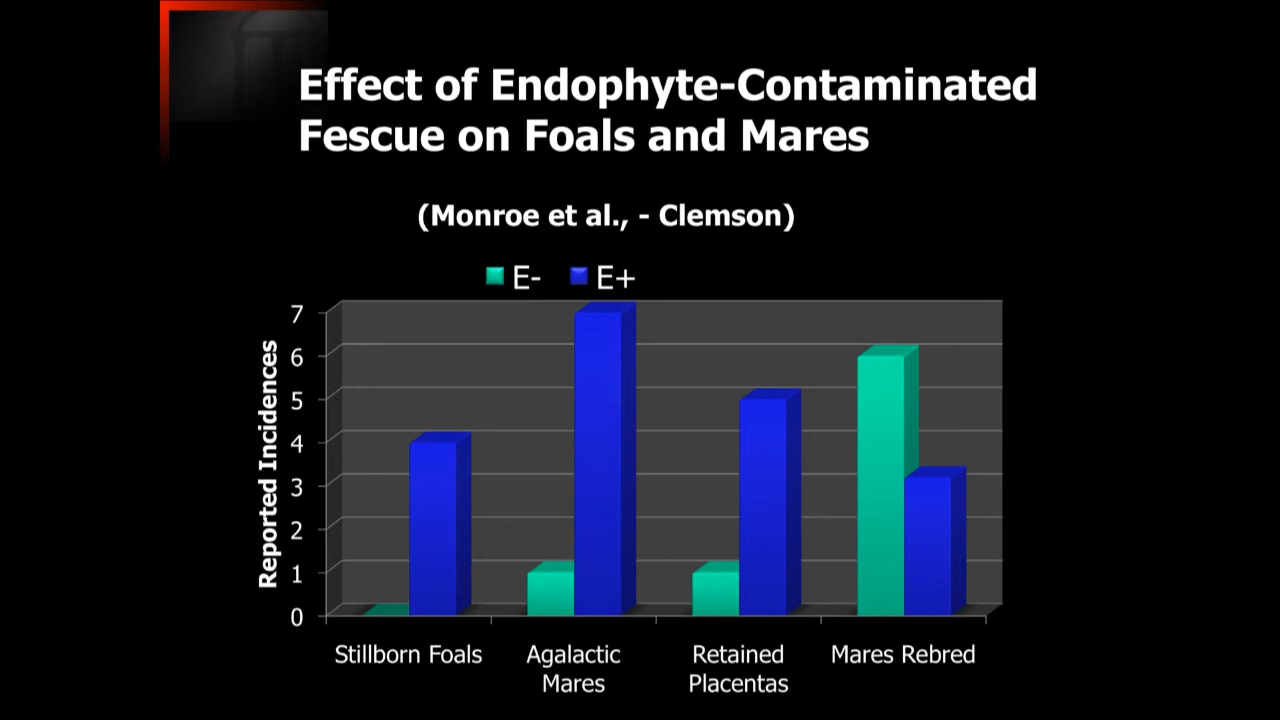 Effect of Endophyte-Contaminated
Fescue on Foals and Mares
(Monroe et al., - Clemson)
E- E+
Reported Incidences
7
6
5
4
3
2
1
0
Stillborn Foals Agalactic Retained Mares Rebred
Mares Placentas